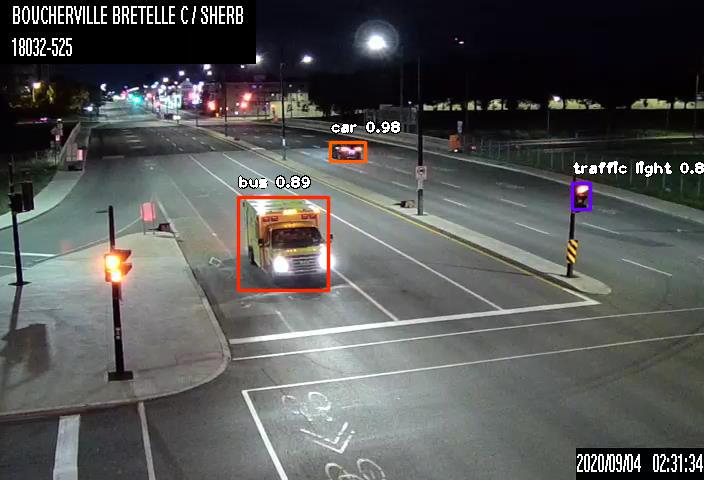 BOUCHERVILLE BRETELLE C / SHERB
18032-525
car 0.98
traffic light 0.8
bus 0.89
2020/09/04 02:31:34